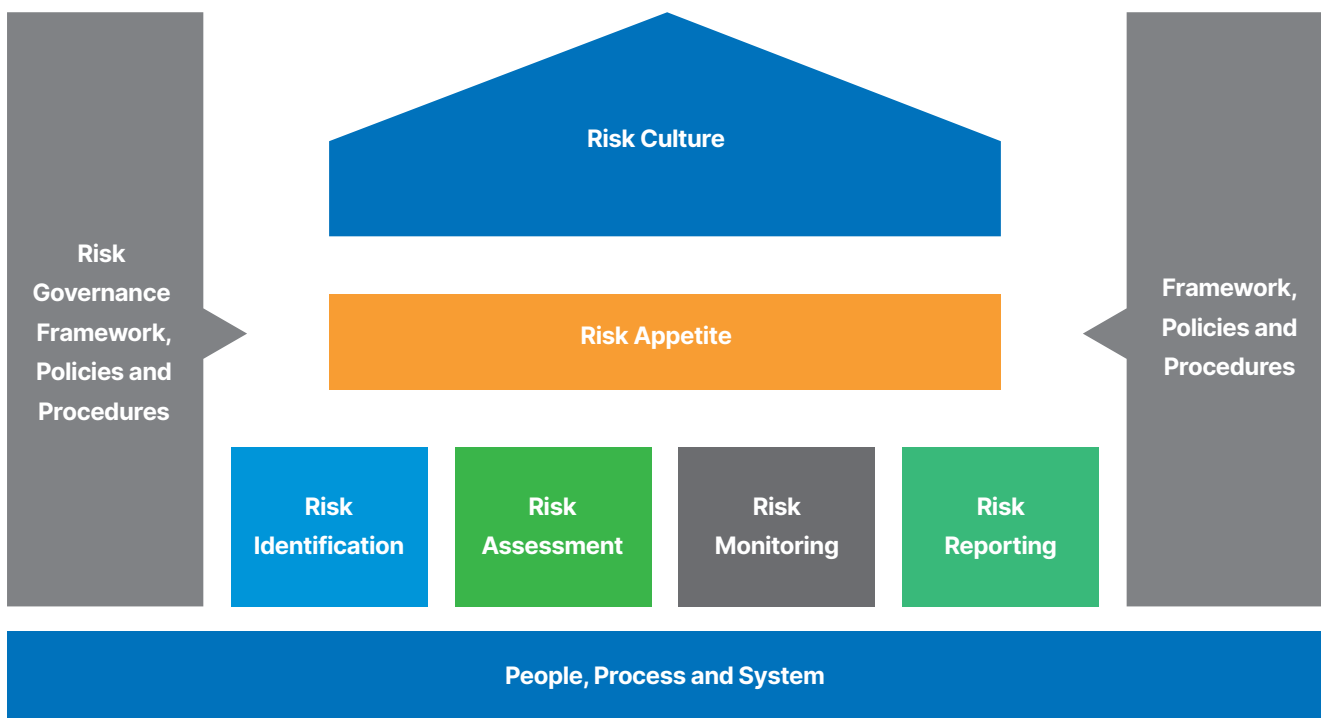 Risk Culture
Risk
Governance
Framework,
Policies and
Procedures
Risk Appetite
Framework,
Policies and
Procedures
Risk
Identification
Risk
Assessment
Risk
Monitoring
Risk
Reporting
People, Process and System